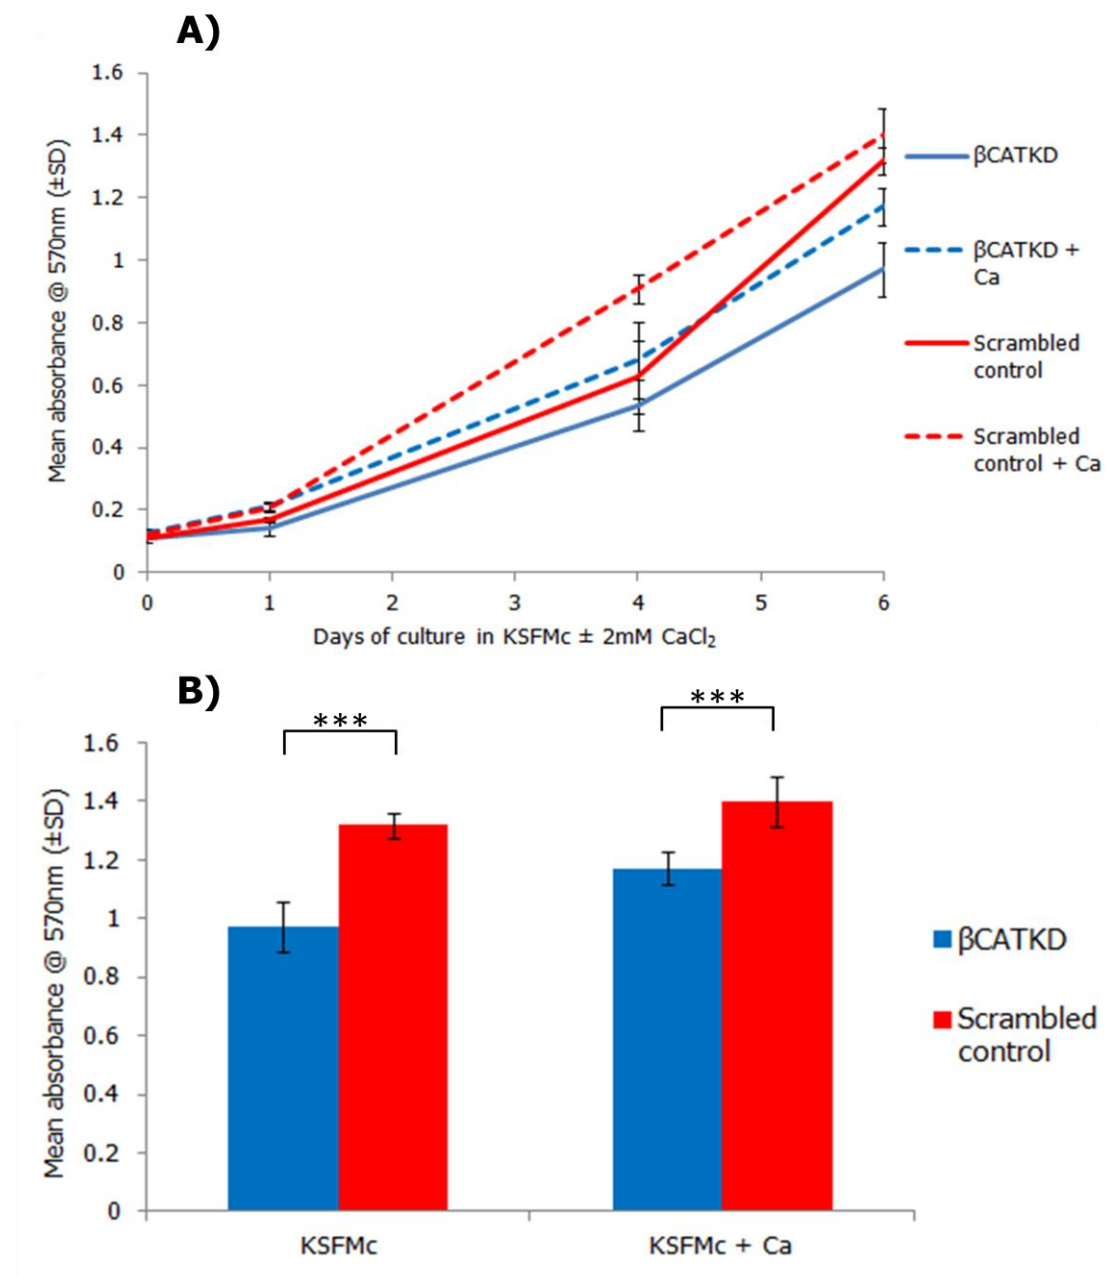 A)
1.6
1.4
1.2
1
0.8
0.6
0.4
0.2
0
Mean absorbance @ 570nm (±SD)
0 1 2 3 4 5 6
Days of culture in KSFMc ± 2mM CaCl₂
βCATKD
βCATKD +
Ca
Scrambled
control
Scrambled
control + Ca
B)
*** ***
1.6
1.4
1.2
1
0.8
0.6
0.4
0.2
0
Mean absorbance @ 570nm (±SD)
KSFMc KSFMc + Ca
βCATKD
Scrambled
control